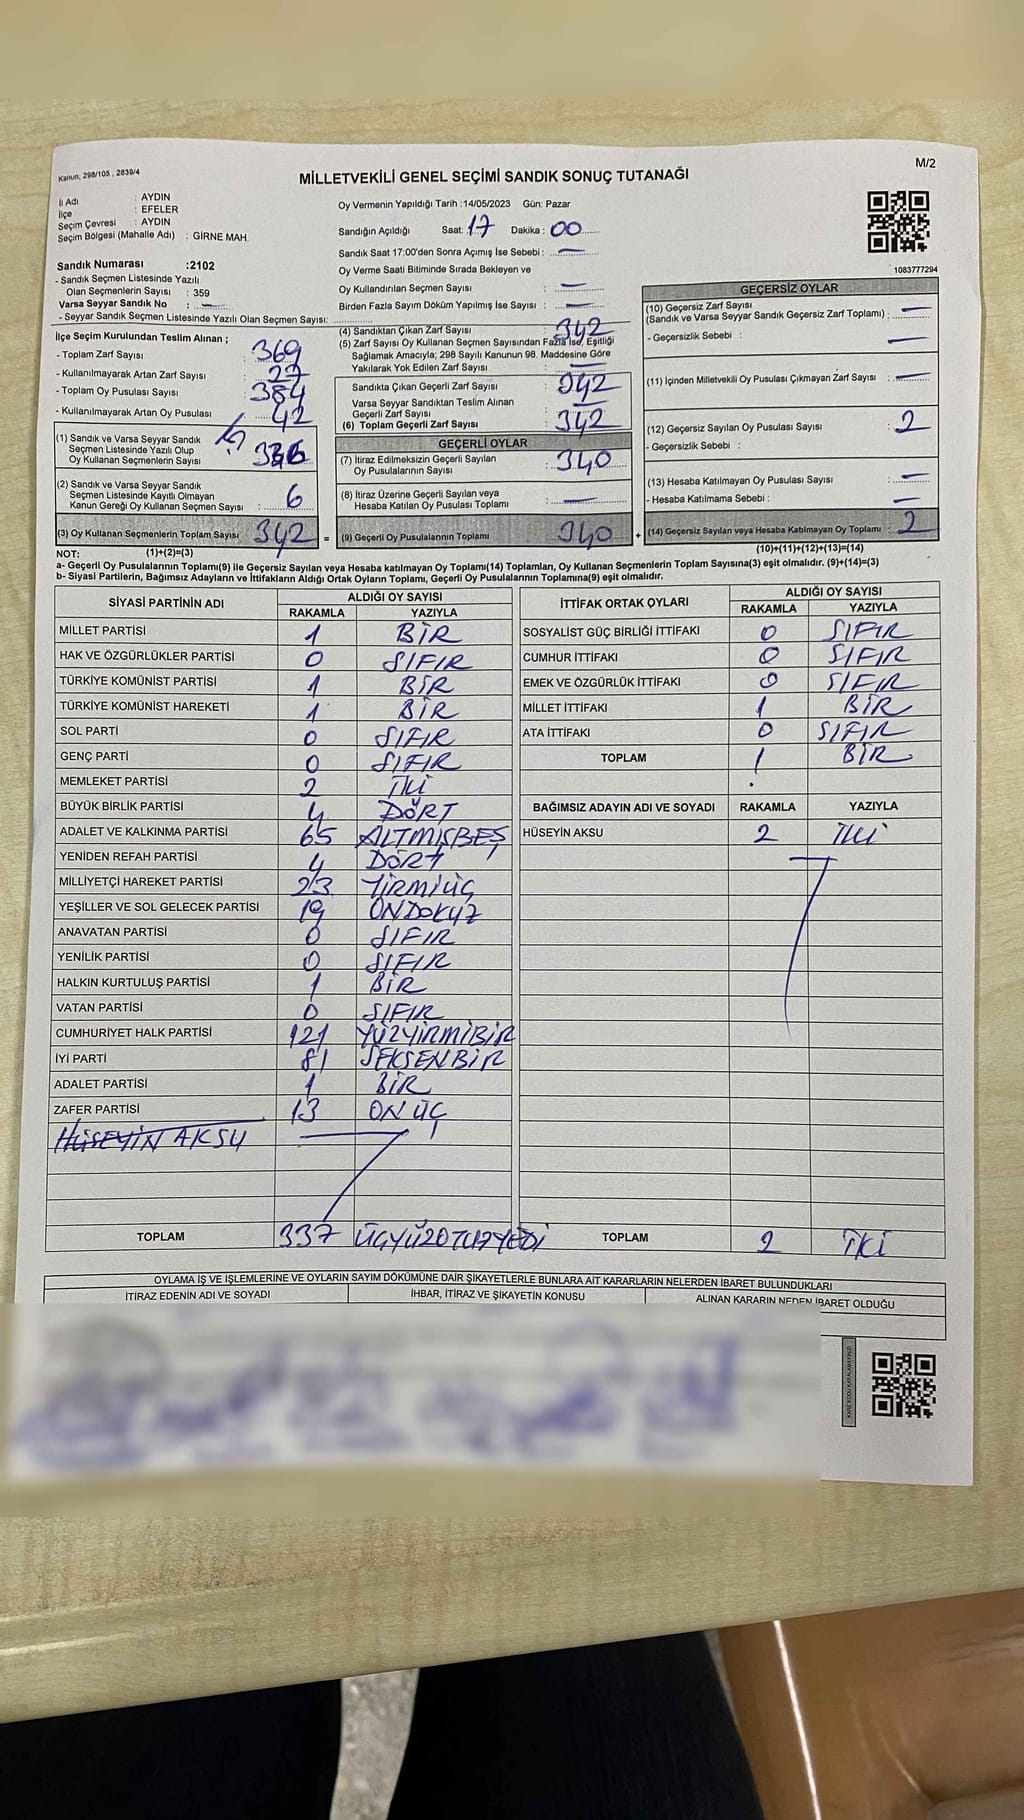 Kanun; 298/105 , 2839/4
M/2
MİLLETVEKİLİ GENEL SEÇİMİ SANDIK SONUÇ TUTANAĞI
İl Adı : AYDIN
İlçe : EFELER
Seçim Çevresi : AYDIN
Seçim Bölgesi (Mahalle Adı) : GİRNE MAH.
Sandık Numarası :2102
- Sandık Seçmen Listesinde Yazılı
Olan Seçmenlerin Sayısı : 359
Varsa Seyyar Sandık No :
- Seyyar Sandık Seçmen Listesinde Yazılı Olan Seçmen Sayısı:
Oy Vermenin Yapıldığı Tarih :14/05/2023 Gün: Pazar
Sandığın Açıldığı Saat: 17 Dakika : 00
Sandık Saat 17:00'den Sonra Açımış İse Sebebi : —
Oy Verme Saati Bitiminde Sırada Bekleyen ve
Oy Kullandırılan Seçmen Sayısı : —
Birden Fazla Sayım Döküm Yapılmış İse Sayısı : —
1083777294
İlçe Seçim Kurulundan Teslim Alınan ;
- Toplam Zarf Sayısı : 369
- Kullanılmayarak Artan Zarf Sayısı : 27
- Toplam Oy Pusulası Sayısı : 384
- Kullanılmayarak Artan Oy Pusulası : 42
(1) Sandık ve Varsa Seyyar Sandık
Seçmen Listesinde Yazılı Olup
Oy Kullanan Seçmenlerin Sayısı : 336
(2) Sandık ve Varsa Seyyar Sandık
Seçmen Listesinde Kayıtlı Olmayan
Kanun Gereği Oy Kullanan Seçmen Sayısı : 6
(3) Oy Kullanan Seçmenlerin Toplam Sayısı 342 =
(1)+(2)=(3)
(4) Sandıktan Çıkan Zarf Sayısı : 342
(5) Zarf Sayısı Oy Kullanan Seçmen Sayısından Fazla İse, Eşitliği
Sağlamak Amacıyla; 298 Sayılı Kanunun 98. Maddesine Göre
Yakılarak Yok Edilen Zarf Sayısı : —
Sandıkta Çıkan Geçerli Zarf Sayısı : 342
Varsa Seyyar Sandıktan Teslim Alınan
Geçerli Zarf Sayısı : —
(6) Toplam Geçerli Zarf Sayısı : 342
GEÇERLİ OYLAR
(7) İtiraz Edilmeksizin Geçerli Sayılan
Oy Pusulalarının Sayısı : 340
(8) İtiraz Üzerine Geçerli Sayılan veya
Hesaba Katılan Oy Pusulası Toplamı : —
(9) Geçerli Oy Pusulalarının Toplamı 340 +
GEÇERSİZ OYLAR
(10) Geçersiz Zarf Sayısı
(Sandık ve Varsa Seyyar Sandık Geçersiz Zarf Toplamı) : —
- Geçersizlik Sebebi : —
(11) İçinden Milletvekili Oy Pusulası Çıkmayan Zarf Sayısı : —
(12) Geçersiz Sayılan Oy Pusulası Sayısı : 2
- Geçersizlik Sebebi :
(13) Hesaba Katılmayan Oy Pusulası Sayısı : —
- Hesaba Katılmama Sebebi : —
(14) Geçersiz Sayılan veya Hesaba Katılmayan Oy Toplamı : 2
(10)+(11)+(12)+(13)=(14)
NOT:
a- Geçerli Oy Pusulalarının Toplamı(9) ile Geçersiz Sayılan veya Hesaba katılmayan Oy Toplamı(14) Toplamları, Oy Kullanan Seçmenlerin Toplam Sayısına(3) eşit olmalıdır. (9)+(14)=(3)
b- Siyasi Partilerin, Bağımsız Adayların ve İttifakların Aldığı Ortak Oyların Toplamı, Geçerli Oy Pusulalarının Toplamına(9) eşit olmalıdır.
SİYASİ PARTİNİN ADI ALDIĞI OY SAYISI
RAKAMLA YAZIYLA
MİLLET PARTİSİ 1 BİR
HAK VE ÖZGÜRLÜKLER PARTİSİ 0 SIFIR
TÜRKİYE KOMÜNİST PARTİSİ 1 BİR
TÜRKİYE KOMÜNİST HAREKETİ 1 BİR
SOL PARTİ 0 SIFIR
GENÇ PARTİ 0 SIFIR
MEMLEKET PARTİSİ 2 İKİ
BÜYÜK BİRLİK PARTİSİ 4 DÖRT
ADALET VE KALKINMA PARTİSİ 65 ALTMIŞBEŞ
YENİDEN REFAH PARTİSİ 4 DÖRT
MİLLİYETÇİ HAREKET PARTİSİ 23 YİRMİÜÇ
YEŞİLLER VE SOL GELECEK PARTİSİ 19 ONDOKUZ
ANAVATAN PARTİSİ 0 SIFIR
YENİLİK PARTİSİ 0 SIFIR
HALKIN KURTULUŞ PARTİSİ 1 BİR
VATAN PARTİSİ 0 SIFIR
CUMHURİYET HALK PARTİSİ 121 YÜZYİRMİBİR
İYİ PARTİ 81 SEKSENBİR
ADALET PARTİSİ 1 BİR
ZAFER PARTİSİ 13 ONÜÇ
HÜSEYİN AKSU
TOPLAM 337 ÜÇYÜZOTUZYEDİ
İTTİFAK ORTAK OYLARI ALDIĞI OY SAYISI
RAKAMLA YAZIYLA
SOSYALİST GÜÇ BİRLİĞİ İTTİFAKI 0 SIFIR
CUMHUR İTTİFAKI 0 SIFIR
EMEK VE ÖZGÜRLÜK İTTİFAKI 0 SIFIR
MİLLET İTTİFAKI 1 BİR
ATA İTTİFAKI 0 SIFIR
TOPLAM 1 BİR
BAĞIMSIZ ADAYIN ADI VE SOYADI RAKAMLA YAZIYLA
HÜSEYİN AKSU 2 İKİ
TOPLAM 2 İKİ
OYLAMA İŞ VE İŞLEMLERİNE VE OYLARIN SAYIM DÖKÜMÜNE DAİR ŞİKAYETLERLE BUNLARA AİT KARARLARIN NELERDEN İBARET BULUNDUKLARI
İTİRAZ EDENİN ADI VE SOYADI İHBAR, İTİRAZ VE ŞİKAYETİN KONUSU ALINAN KARARIN NEDEN İBARET OLDUĞU